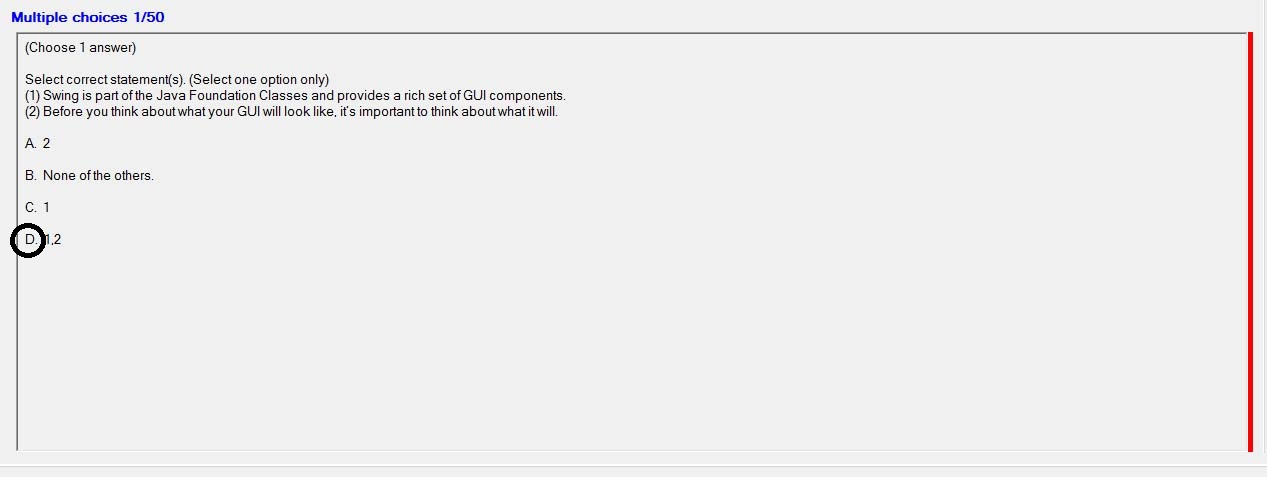 Multiple choices 1/50
(Choose 1 answer)
Select correct statement(s). (Select one option only)
(1) Swing is part of the Java Foundation Classes and provides a rich set of GUI components.
(2) Before you think about what your GUI will look like, it's important to think about what it will.
A. 2
B. None of the others.
C. 1
D. 1,2